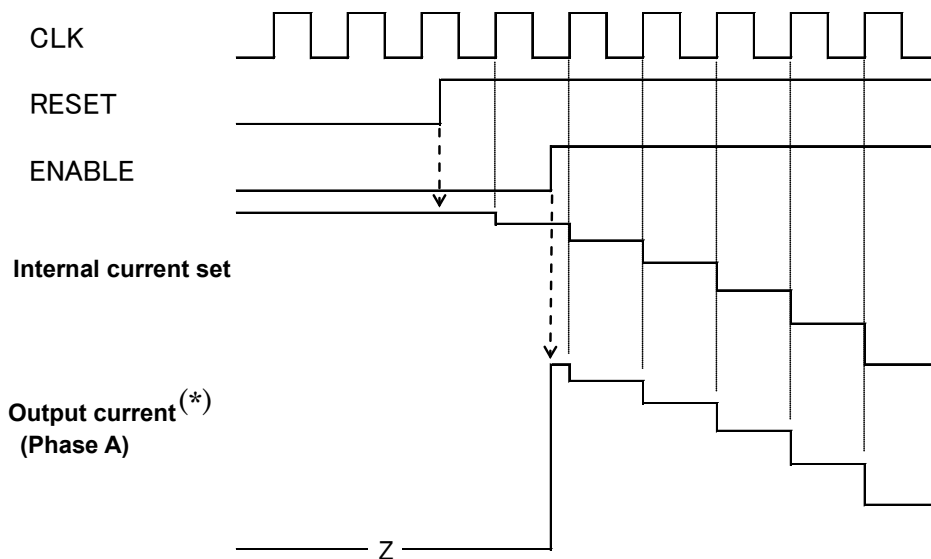 CLK
RESET
ENABLE
Internal current set
Output current(*)
(Phase A)
Z